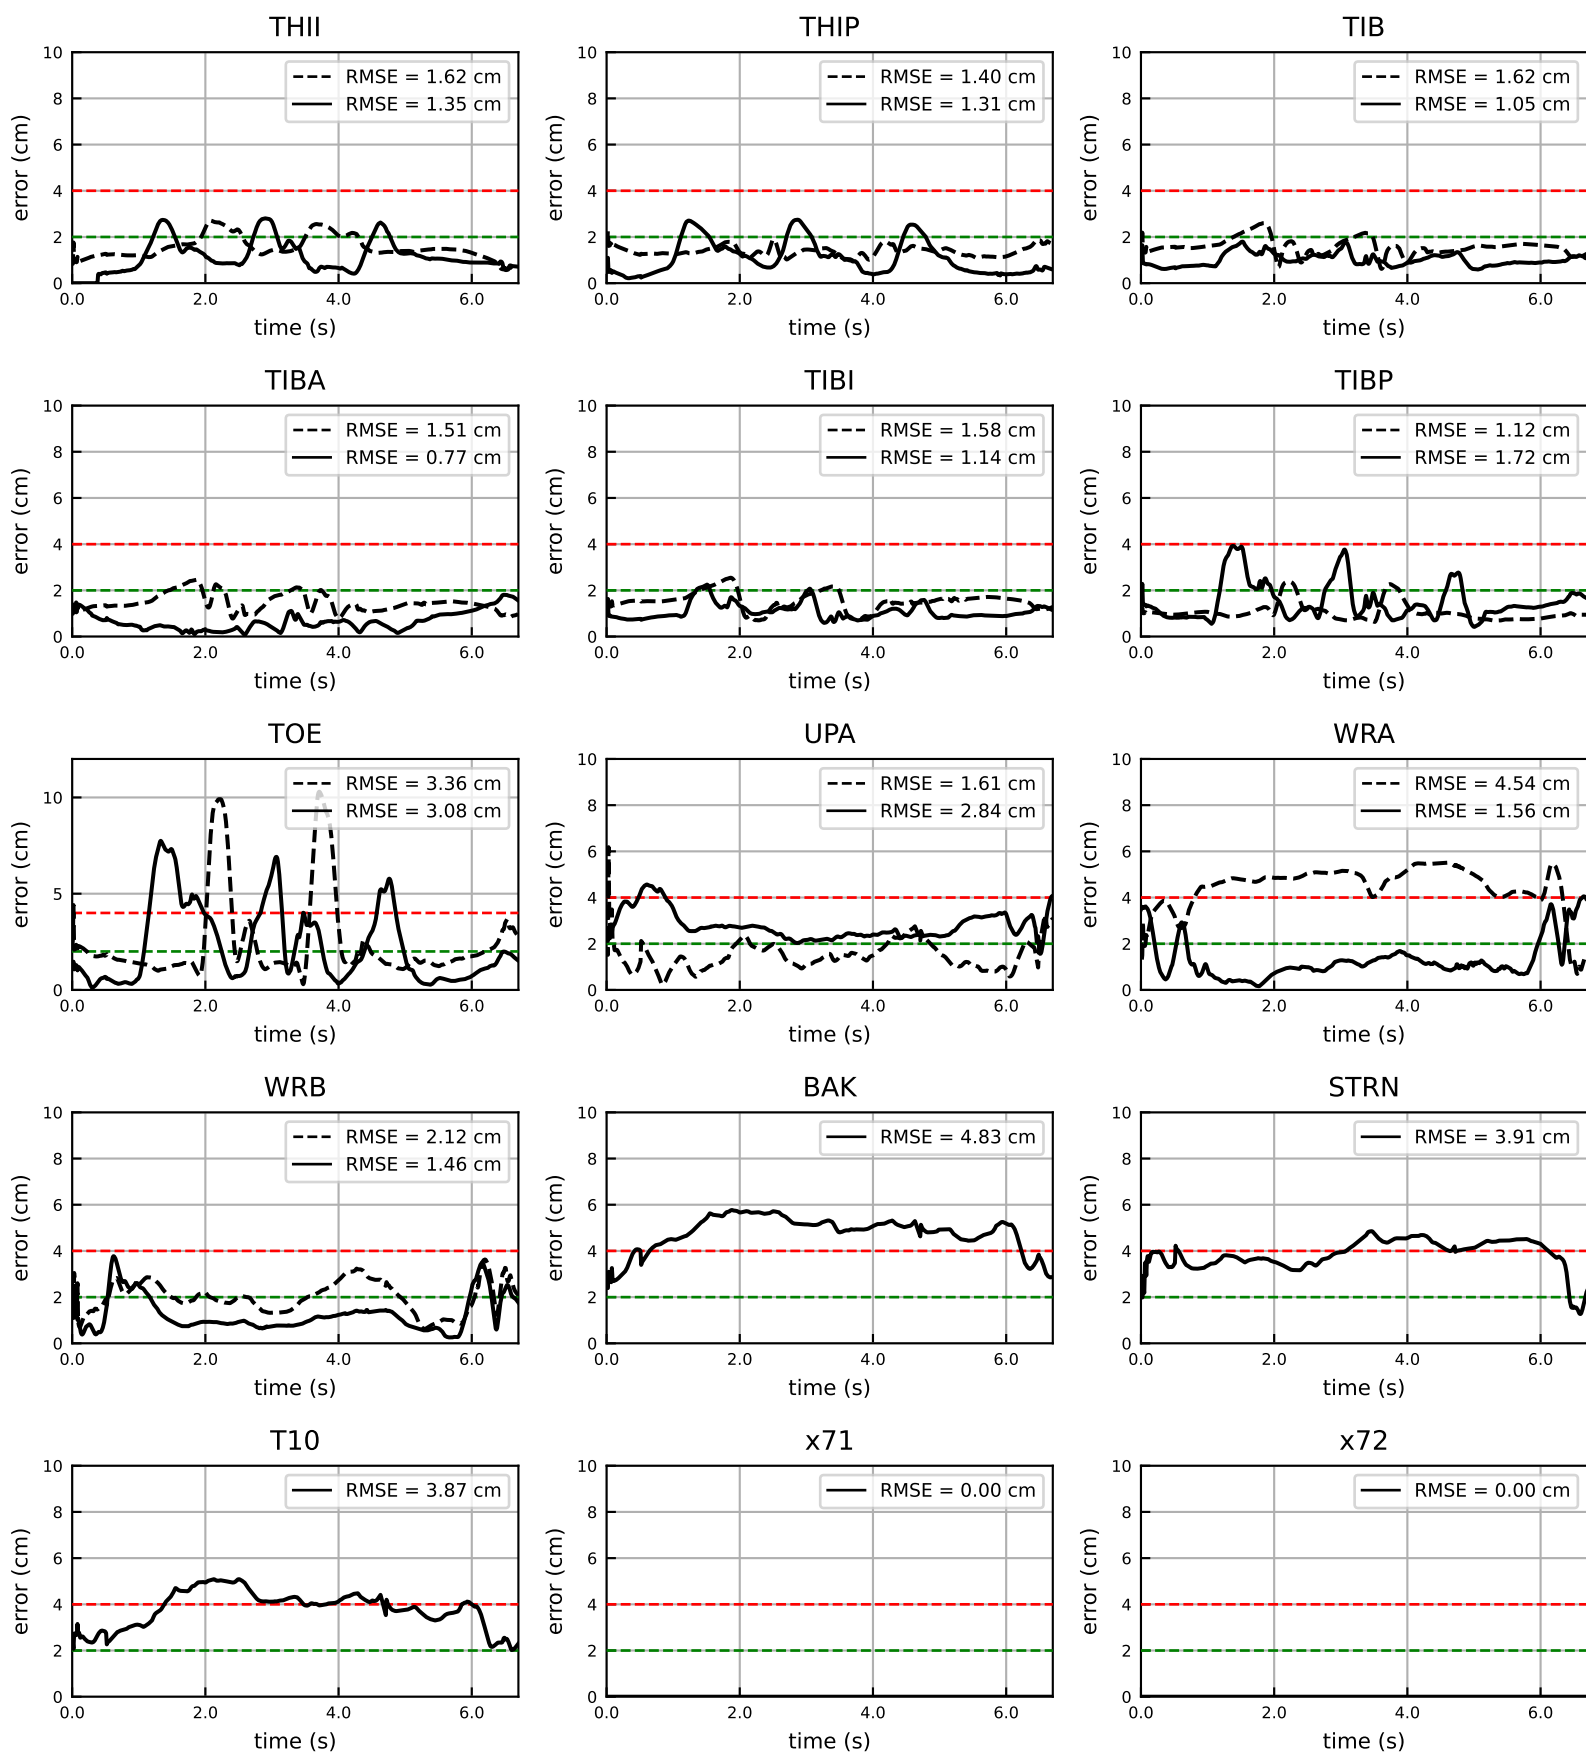 THII
10
8
6
4
2
0
error (cm)
RMSE = 1.62 cm
RMSE = 1.35 cm
0.0 2.0 4.0 6.0
time (s)
THIP
10
8
6
4
2
0
error (cm)
RMSE = 1.40 cm
RMSE = 1.31 cm
0.0 2.0 4.0 6.0
time (s)
TIB
10
8
6
4
2
0
error (cm)
RMSE = 1.62 cm
RMSE = 1.05 cm
0.0 2.0 4.0 6.0
time (s)
TIBA
10
8
6
4
2
0
error (cm)
RMSE = 1.51 cm
RMSE = 0.77 cm
0.0 2.0 4.0 6.0
time (s)
TIBI
10
8
6
4
2
0
error (cm)
RMSE = 1.58 cm
RMSE = 1.14 cm
0.0 2.0 4.0 6.0
time (s)
TIBP
10
8
6
4
2
0
error (cm)
RMSE = 1.12 cm
RMSE = 1.72 cm
0.0 2.0 4.0 6.0
time (s)
TOE
10
5
0
error (cm)
RMSE = 3.36 cm
RMSE = 3.08 cm
0.0 2.0 4.0 6.0
time (s)
UPA
10
8
6
4
2
0
error (cm)
RMSE = 1.61 cm
RMSE = 2.84 cm
0.0 2.0 4.0 6.0
time (s)
WRA
10
8
6
4
2
0
error (cm)
RMSE = 4.54 cm
RMSE = 1.56 cm
0.0 2.0 4.0 6.0
time (s)
WRB
10
8
6
4
2
0
error (cm)
RMSE = 2.12 cm
RMSE = 1.46 cm
0.0 2.0 4.0 6.0
time (s)
BAK
10
8
6
4
2
0
error (cm)
RMSE = 4.83 cm
0.0 2.0 4.0 6.0
time (s)
STRN
10
8
6
4
2
0
error (cm)
RMSE = 3.91 cm
0.0 2.0 4.0 6.0
time (s)
T10
10
8
6
4
2
0
error (cm)
RMSE = 3.87 cm
0.0 2.0 4.0 6.0
time (s)
x71
10
8
6
4
2
0
error (cm)
RMSE = 0.00 cm
0.0 2.0 4.0 6.0
time (s)
x72
10
8
6
4
2
0
error (cm)
RMSE = 0.00 cm
0.0 2.0 4.0 6.0
time (s)